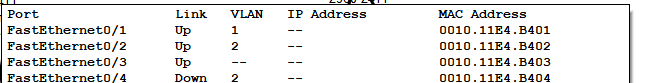 Port Link VLAN IP Address MAC Address
FastEthernet0/1 Up 1 -- 0010.11E4.B401
FastEthernet0/2 Up 2 -- 0010.11E4.B402
FastEthernet0/3 Up -- -- 0010.11E4.B403
FastEthernet0/4 Down 2 -- 0010.11E4.B404